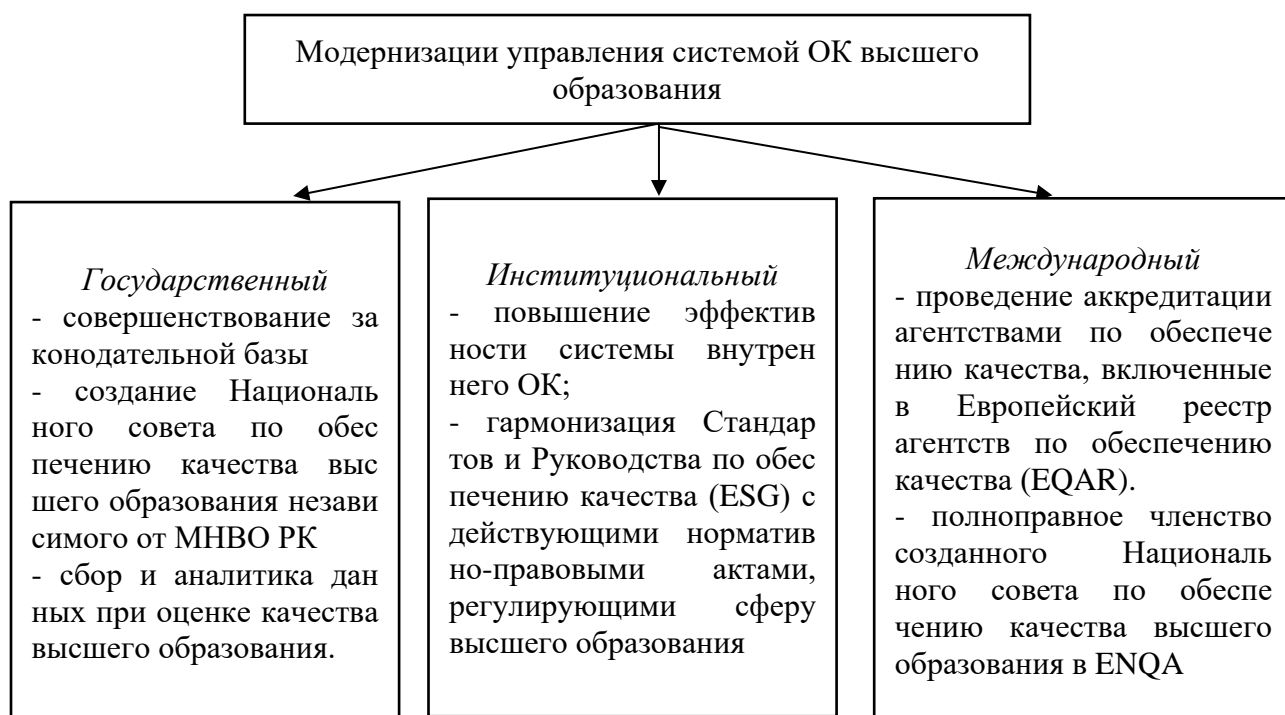 Модернизации управления системой ОК высшего
образования
Государственный
- совершенствование за
конодательной базы
- создание Националь
ного совета по обес
печению качества выс
шего образования незави
симого от МНВО РК
- сбор и аналитика дан
ных при оценке качества
высшего образования.
Институциональный
- повышение эффектив
ности системы внутрен
него ОК;
- гармонизация Стандар
тов и Руководства по обес
печению качества (ESG) с
действующими норматив
но-правовыми актами,
регулирующими сферу
высшего образования
Международный
- проведение аккредитации
агентствами по обеспече
нию качества, включенные
в Европейский реестр
агентств по обеспечению
качества (EQAR).
- полноправное членство
созданного Националь
ного совета по обеспе
чению качества высшего
образования в ENQA